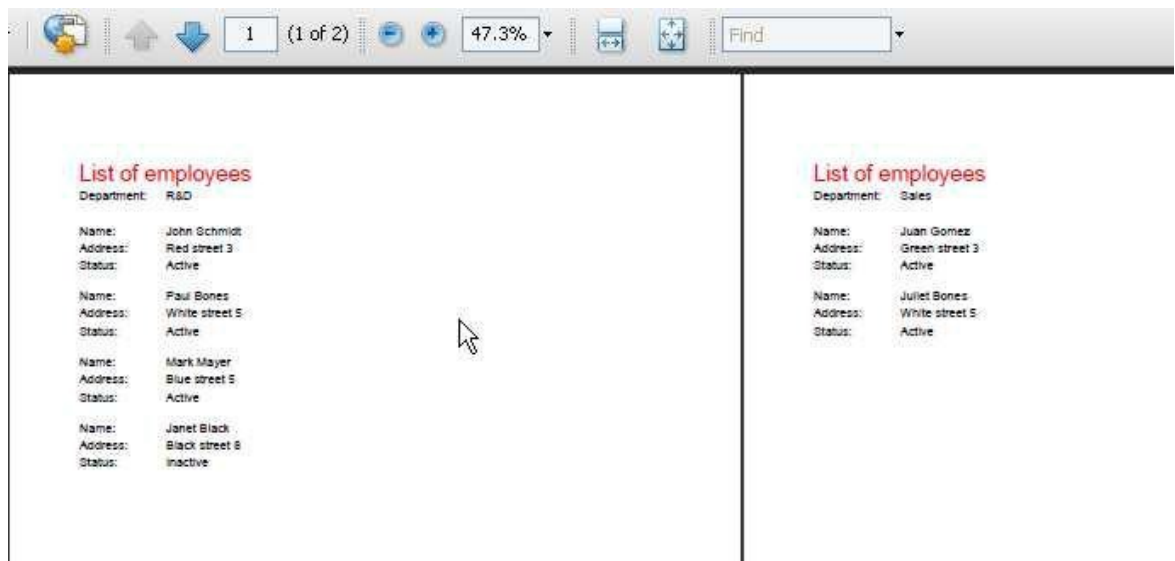 1 (1 of 2) 47.3% Find
List of employees
Department: R&D
Name: John Schmidt
Address: Red street 3
Status: Active
Name: Paul Bones
Address: White street 5
Status: Active
Name: Mark Mayer
Address: Blue street 5
Status: Active
Name: Janet Black
Address: Black street 8
Status: Inactive
List of employees
Department: Sales
Name: Juan Gomez
Address: Green street 3
Status: Active
Name: Juliet Bones
Address: White street 5
Status: Active